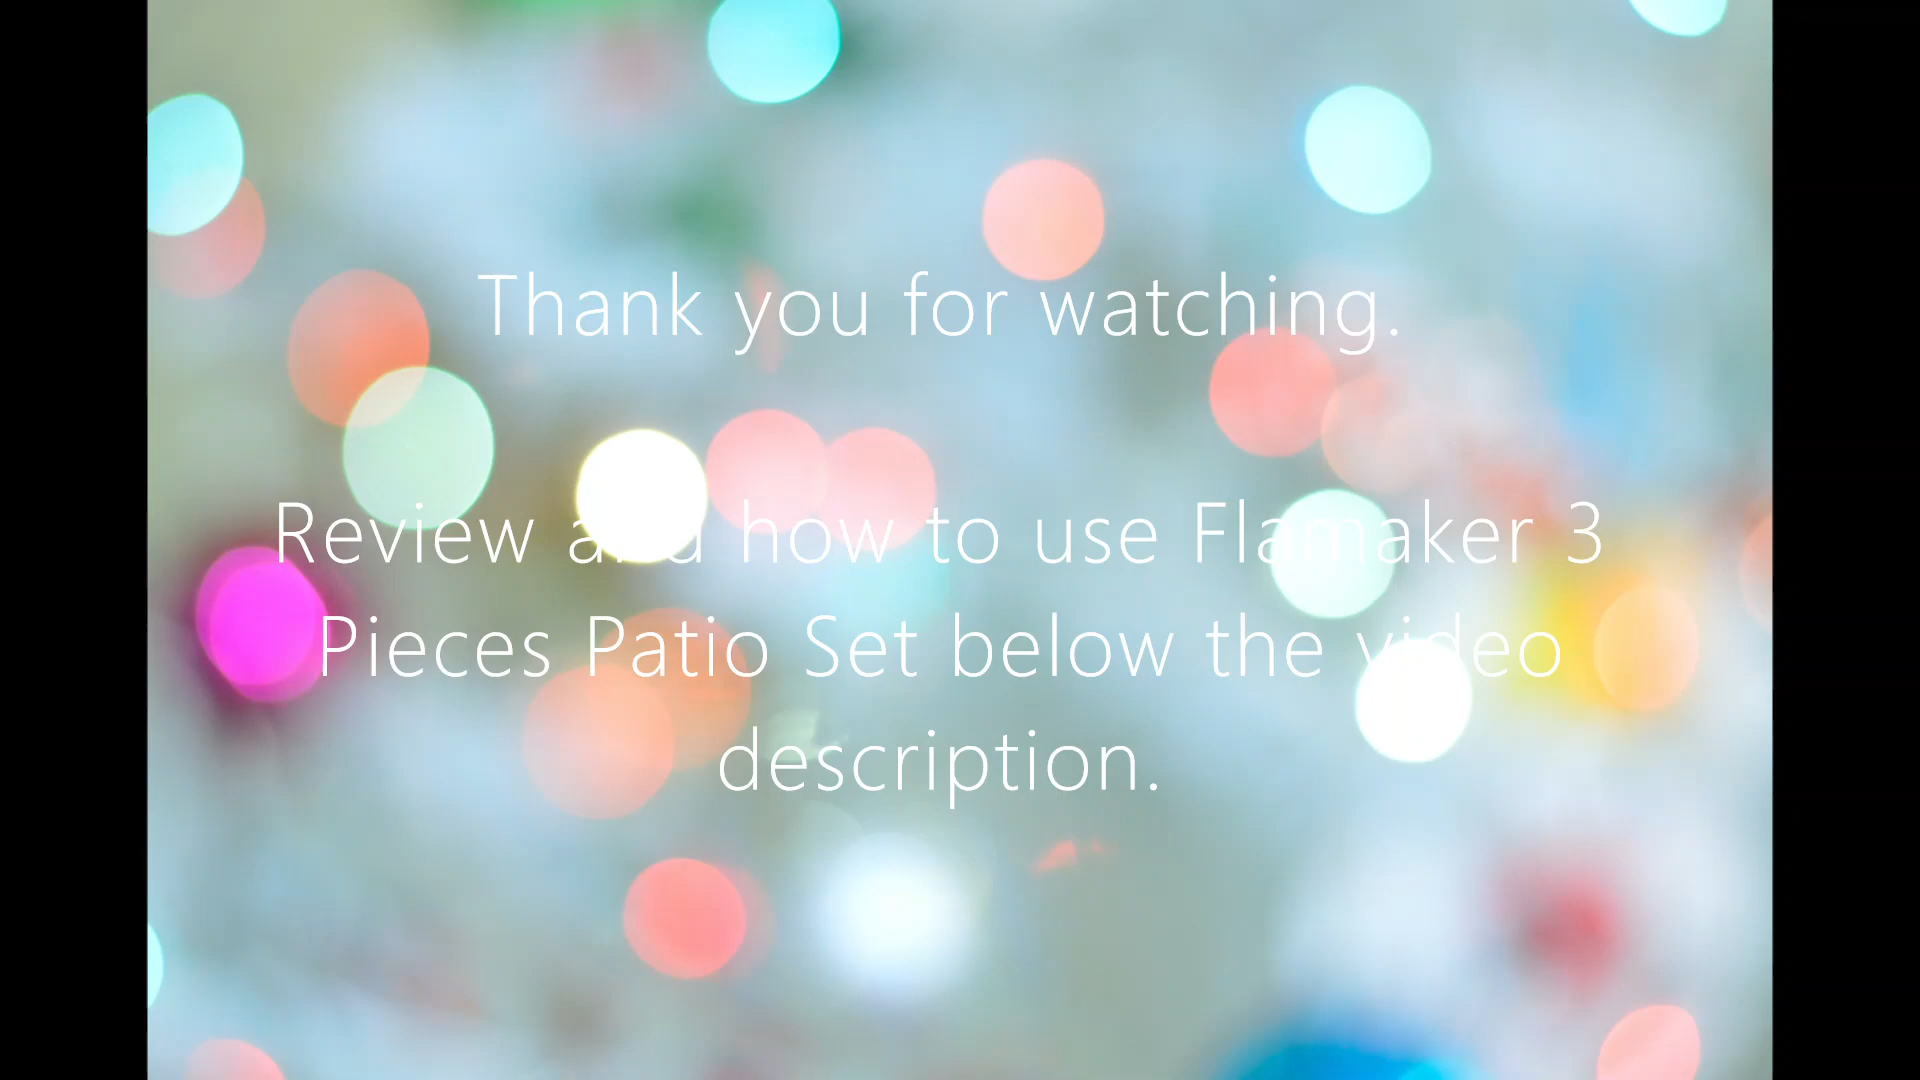 Thank you for watching.
Review and how to use Flamaker 3
Pieces Patio Set below the video
description.